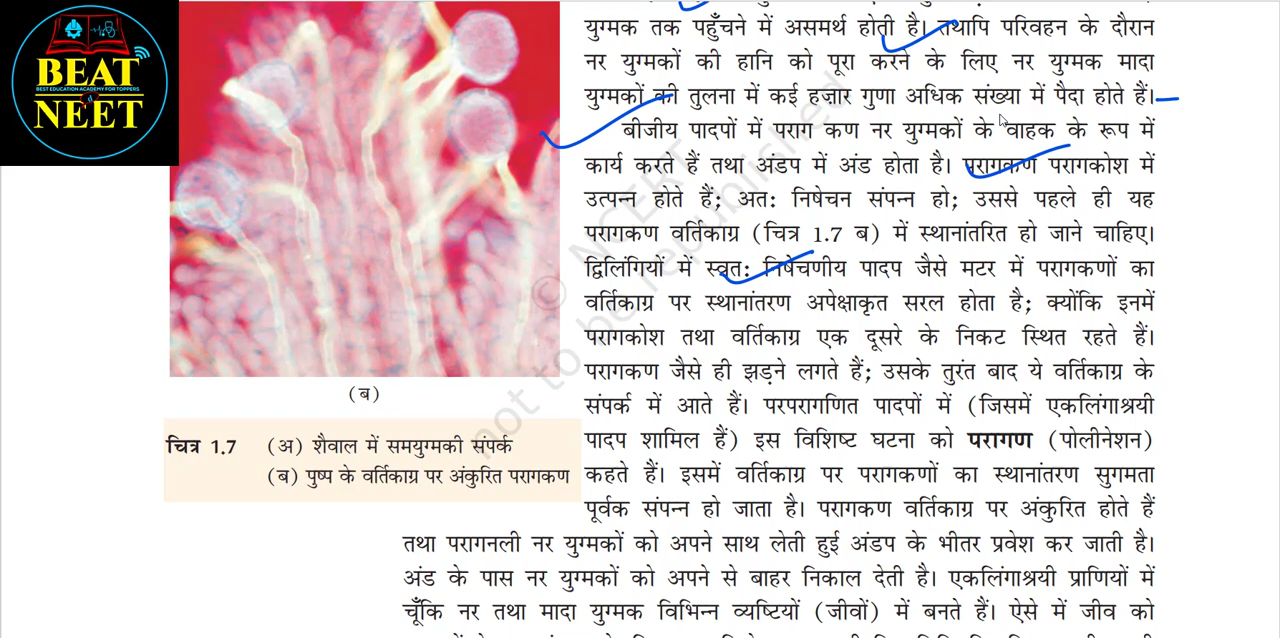 BEAT
BEST EDUCATION ACADEMY FOR TOPPERS
NEET
युग्मक तक पहुँचने में असमर्थ होती है। तथापि परिवहन के दौरान
नर युग्मकों की हानि को पूरा करने के लिए नर युग्मक मादा
युग्मकों की तुलना में कई हजार गुणा अधिक संख्या में पैदा होते हैं।
बीजीय पादपों में पराग कण नर युग्मकों के वाहक के रूप में
कार्य करते हैं तथा अंडप में अंड होता है। परागकण परागकोश में
उत्पन्न होते हैं; अत: निषेचन संपन्न हो; उससे पहले ही यह
परागकण वर्तिकाग्र (चित्र 1.7 ब) में स्थानांतरित हो जाने चाहिए।
द्विलिंगियों में स्वत: निषेचणीय पादप जैसे मटर में परागकणों का
वर्तिकाग्र पर स्थानांतरण अपेक्षाकृत सरल होता है; क्योंकि इनमें
परागकोश तथा वर्तिकाग्र एक दूसरे के निकट स्थित रहते हैं।
परागकण जैसे ही झड़ने लगते हैं; उसके तुरंत बाद ये वर्तिकाग्र के
संपर्क में आते हैं। परपरागणित पादपों में (जिसमें एकलिंगाश्रयी
पादप शामिल हैं) इस विशिष्ट घटना को परागण (पोलीनेशन)
कहते हैं। इसमें वर्तिकाग्र पर परागकणों का स्थानांतरण सुगमता
पूर्वक संपन्न हो जाता है। परागकण वर्तिकाग्र पर अंकुरित होते हैं
तथा परागनली नर युग्मकों को अपने साथ लेती हुई अंडप के भीतर प्रवेश कर जाती है।
अंड के पास नर युग्मकों को अपने से बाहर निकाल देती है। एकलिंगाश्रयी प्राणियों में
चूँकि नर तथा मादा युग्मक विभिन्न व्यष्टियों (जीवों) में बनते हैं। ऐसे में जीव को
(ब)
चित्र 1.7 (अ) शैवाल में समयुग्मकी संपर्क
(ब) पुष्प के वर्तिकाग्र पर अंकुरित परागकण
© NCERT
not to be republished